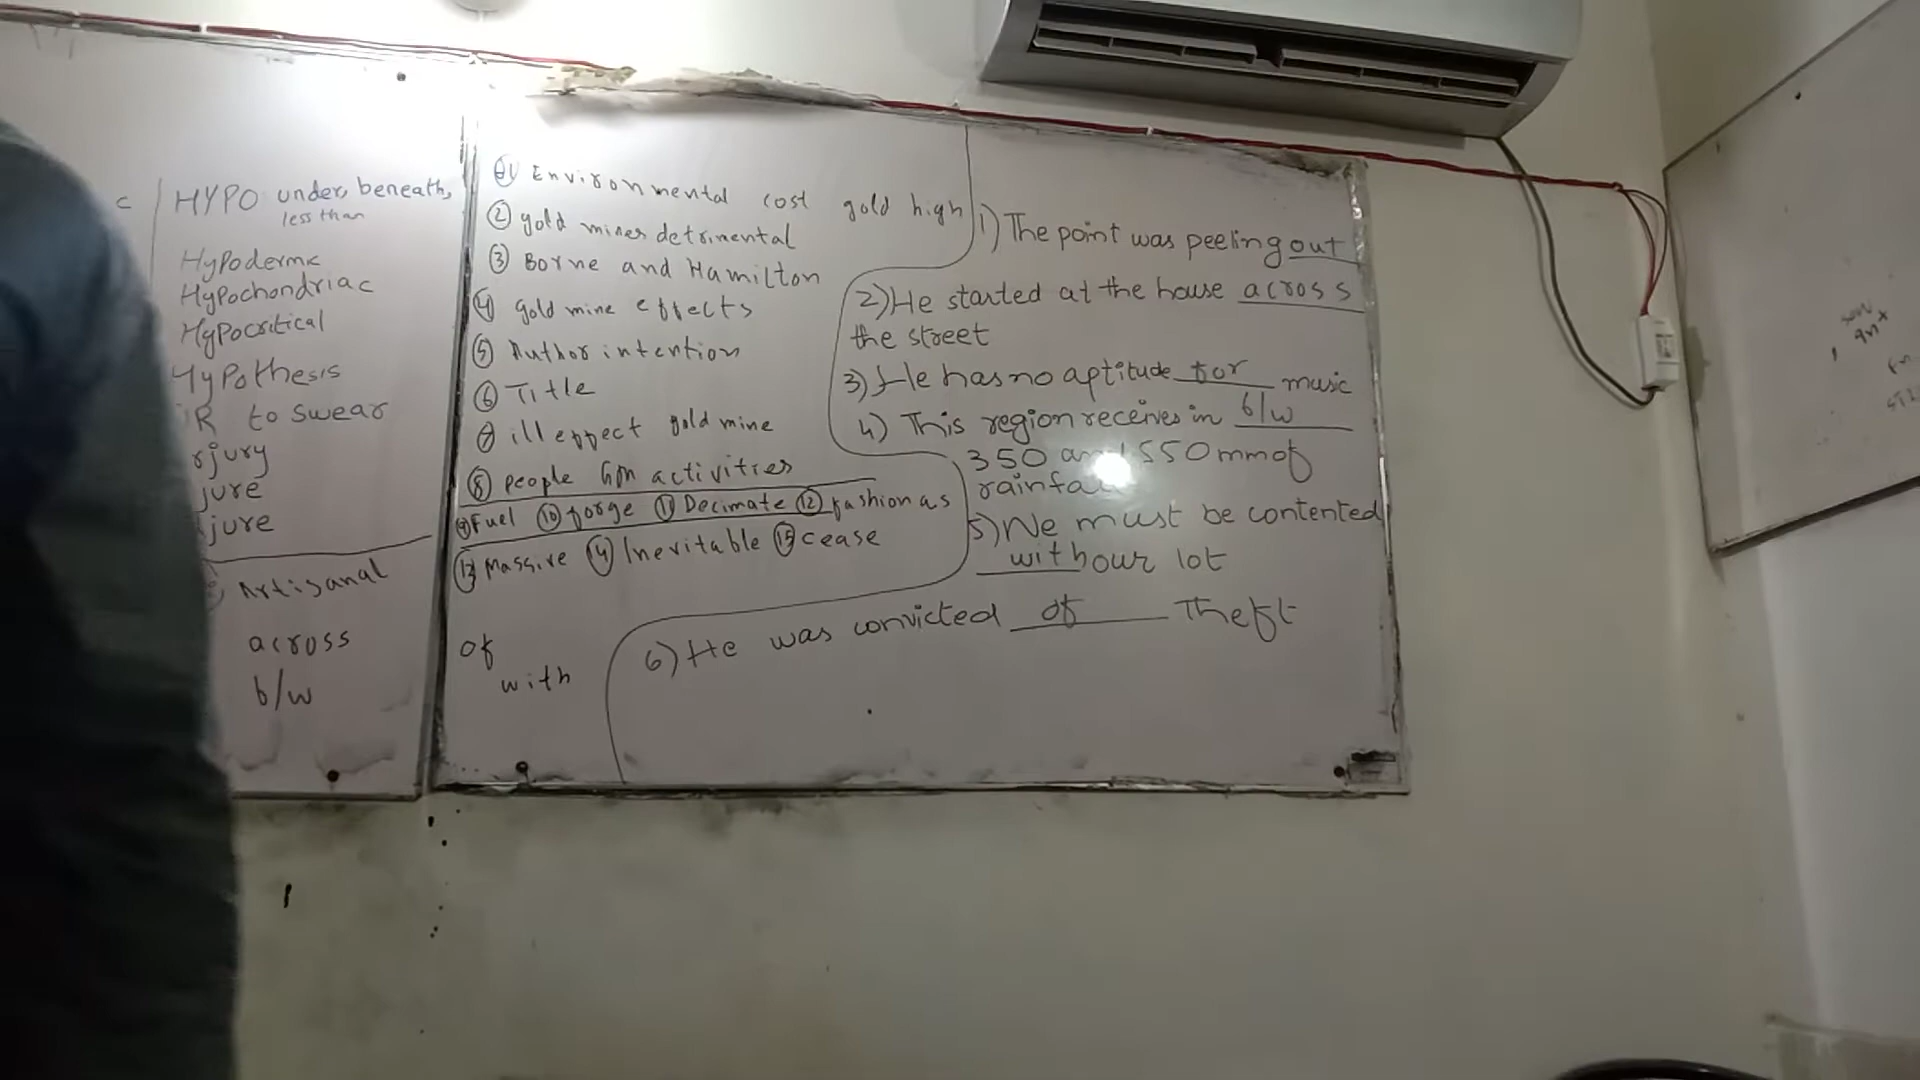 c
HYPO under, beneath,
less than
Hypodermic
Hypochondriac
Hypocritical
Hypothesis
R to swear
rjury
jure
jure
Artisanal
across
b/w
① Environmental cost gold high
② gold mines detrimental
③ Borne and Hamilton
④ gold mine effects
⑤ Author intention
⑥ Title
⑦ ill effect gold mine
⑧ people activities
⑨ Fuel ⑩ forge ⑪ Decimate ⑫ fashion as
⑬ Massive ⑭ Inevitable ⑮ cease
of
with
1) The point was peeling out
2) He started at the house across
the street
3) He has no aptitude for music
4) This region receives in b/w
350 and 550 mm of
rainfall
5) We must be contented
with our lot
6) He was convicted of Theft